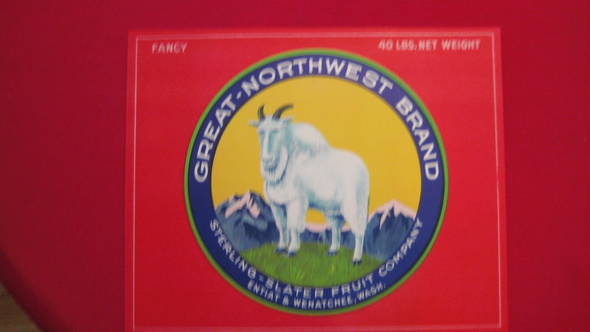 FANCY
40 LBS. NET WEIGHT
GREAT-NORTHWEST BRAND
STERLING-SLATER FRUIT COMPANY
ENTIAT & WENATCHEE, WASH.